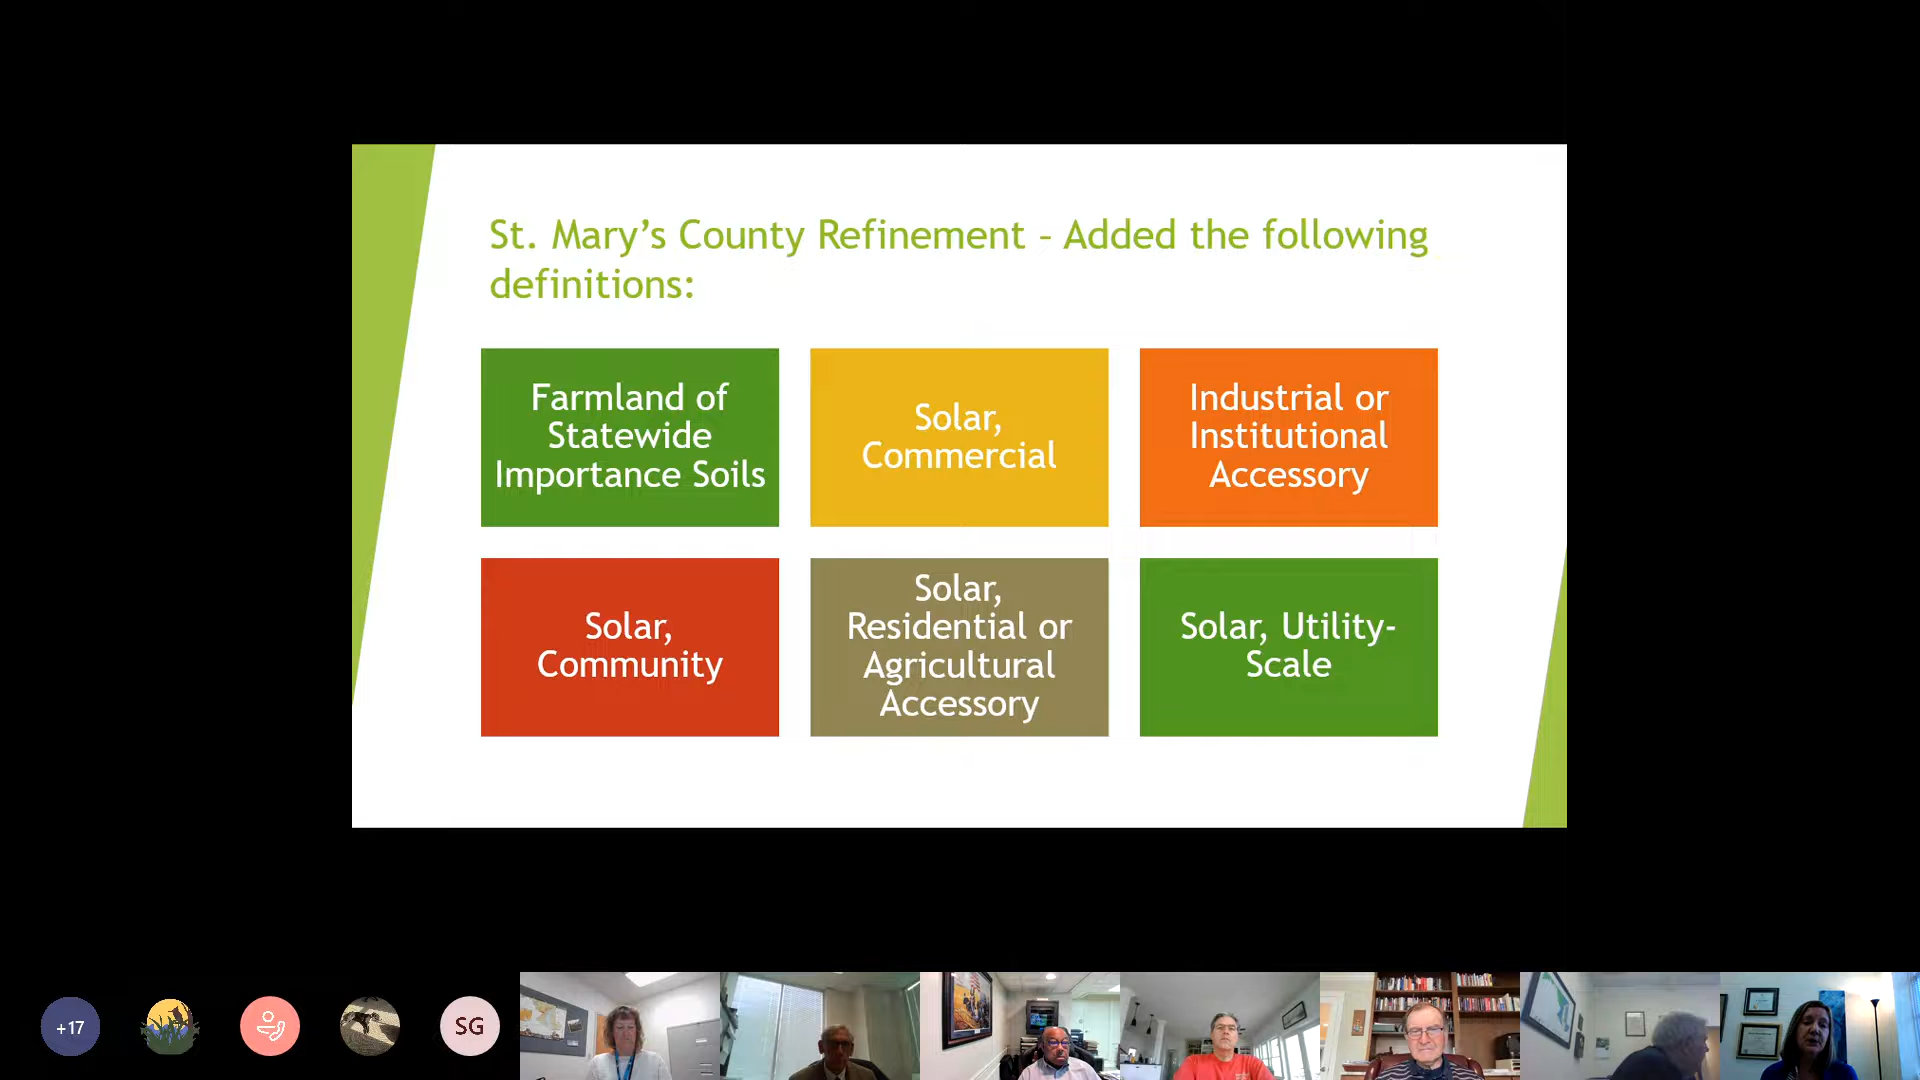 St. Mary’s County Refinement – Added the following
definitions:
Farmland of
Statewide
Importance Soils
Solar,
Commercial
Industrial or
Institutional
Accessory
Solar,
Community
Solar,
Residential or
Agricultural
Accessory
Solar, Utility-
Scale
+17
SG